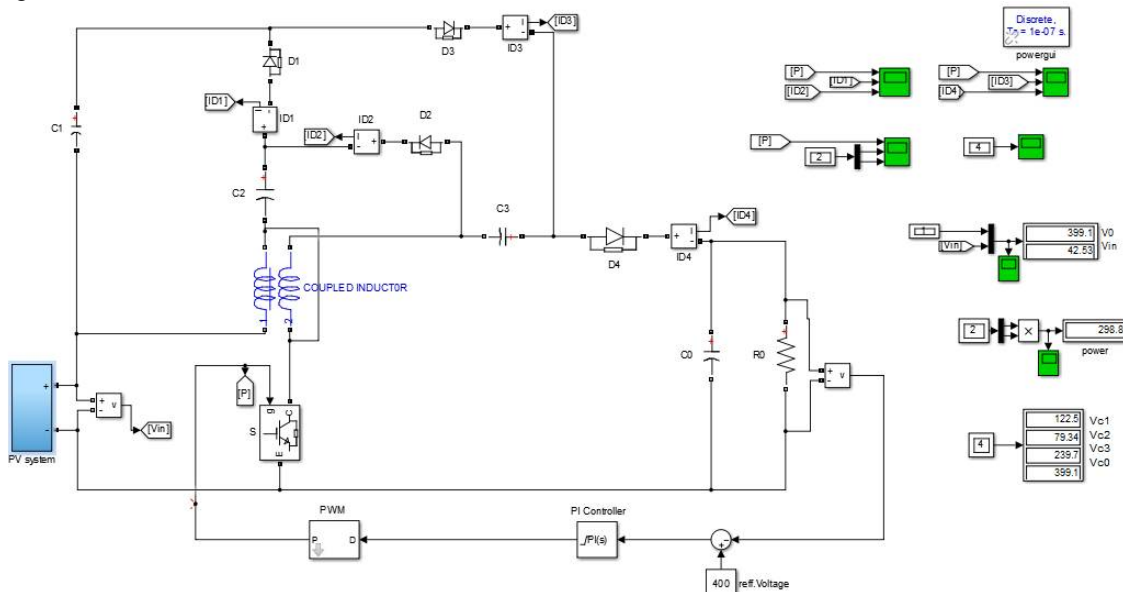 [ID3]
D3
ID3
D1
[ID1]
ID1
[ID2]
ID2
D2
C1
C2
C3
D4
ID4
[ID4]
COUPLED INDUCTOR
1
2
C0
R0
[P]
g
C
S
E
PV system
[Vin]
v
v
PWM
P
D
PI Controller
PI(s)
400
reff.Voltage
Discrete,
powergui
[P]
[ID1]
[ID2]
[P]
[ID3]
[ID4]
[P]
2
4
1
[Vin]
399.1
V0
42.53
Vin
2
×
298.8
power
4
122.5
Vc1
79.34
Vc2
239.7
Vc3
399.1
Vc0